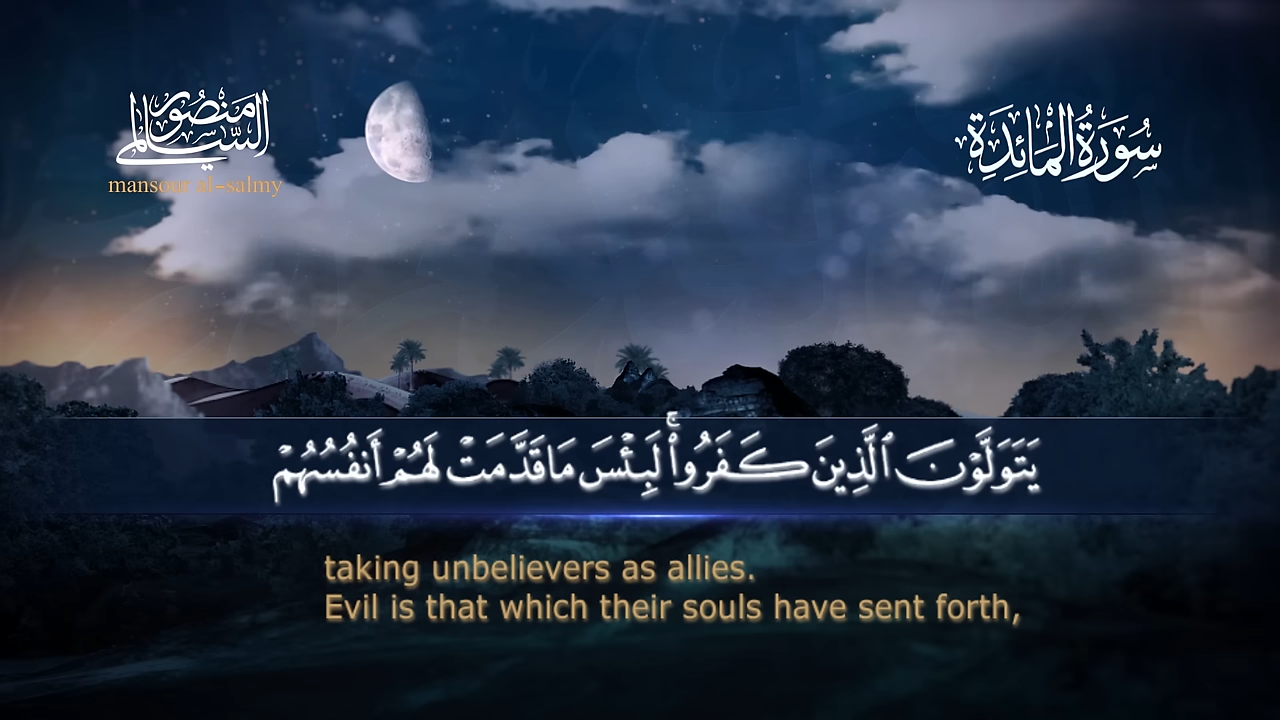 منصور
السالمي
mansour al-salmy
سُورَةُ المَائِدَةِ
يَتَوَلَّوْنَ ٱلَّذِينَ كَفَرُوا۟ۚ لَبِئْسَ مَا قَدَّمَتْ لَهُمْ أَنفُسُهُمْ
taking unbelievers as allies.
Evil is that which their souls have sent forth,